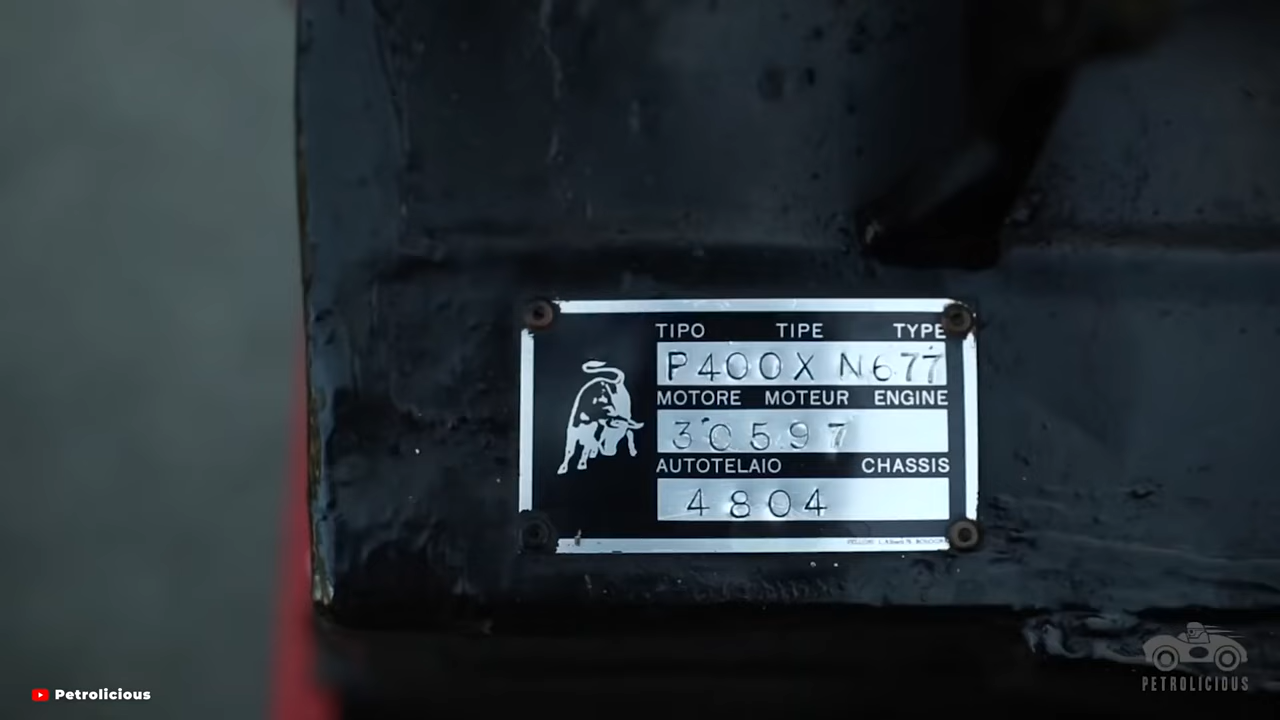 TIPO TIPE TYPE
P400X N677
MOTORE MOTEUR ENGINE
30597
AUTOTELAIO CHASSIS
4804
Petrolicious
PETROLICIOUS